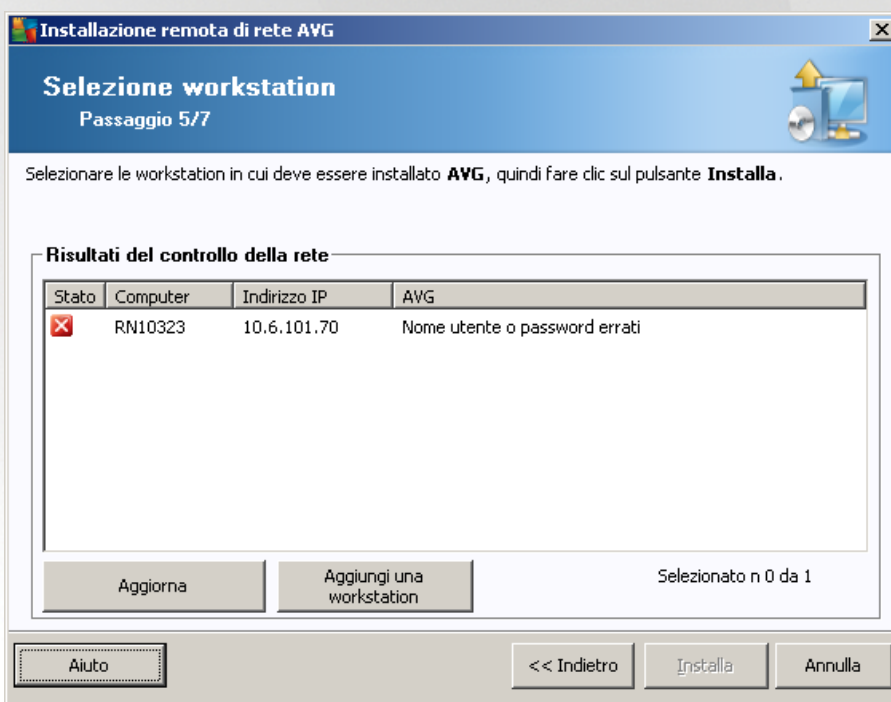 Installazione remota di rete AVG
Selezione workstation
Passaggio 5/7
Selezionare le workstation in cui deve essere installato AVG, quindi fare clic sul pulsante Installa.
Risultati del controllo della rete
Stato Computer Indirizzo IP AVG
RN10323 10.6.101.70 Nome utente o password errati
Aggiorna
Aggiungi una
workstation
Selezionato n 0 da 1
Aiuto << Indietro Installa Annulla